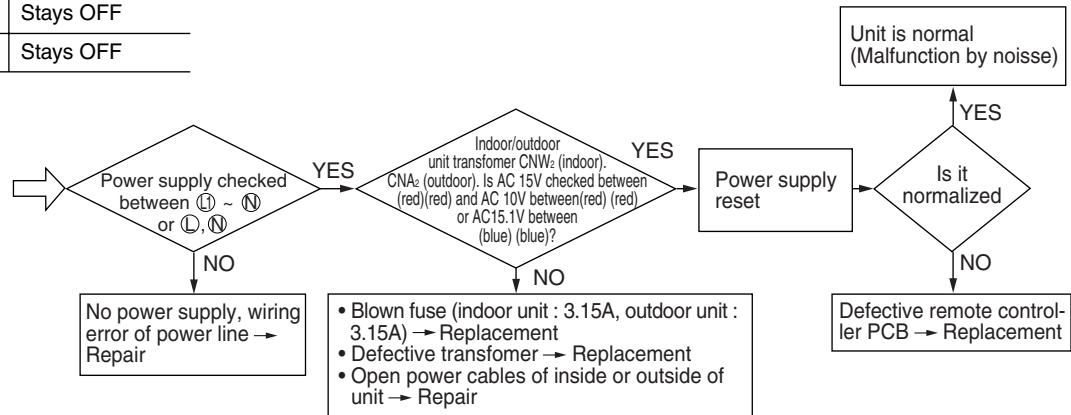 Stays OFF
Stays OFF
Power supply checked
between Ⓛ1 ~ Ⓝ
or Ⓛ, Ⓝ
YES
NO
No power supply, wiring
error of power line →
Repair
Indoor/outdoor
unit transfomer CNW₂ (indoor).
CNA₂ (outdoor). Is AC 15V checked between
(red)(red) and AC 10V between(red) (red)
or AC15.1V between
(blue) (blue)?
YES
NO
• Blown fuse (indoor unit : 3.15A, outdoor unit :
3.15A) → Replacement
• Defective transfomer → Replacement
• Open power cables of inside or outside of
unit → Repair
Power supply
reset
Is it
normalized
YES
Unit is normal
(Malfunction by noisse)
NO
Defective remote control-
ler PCB → Replacement